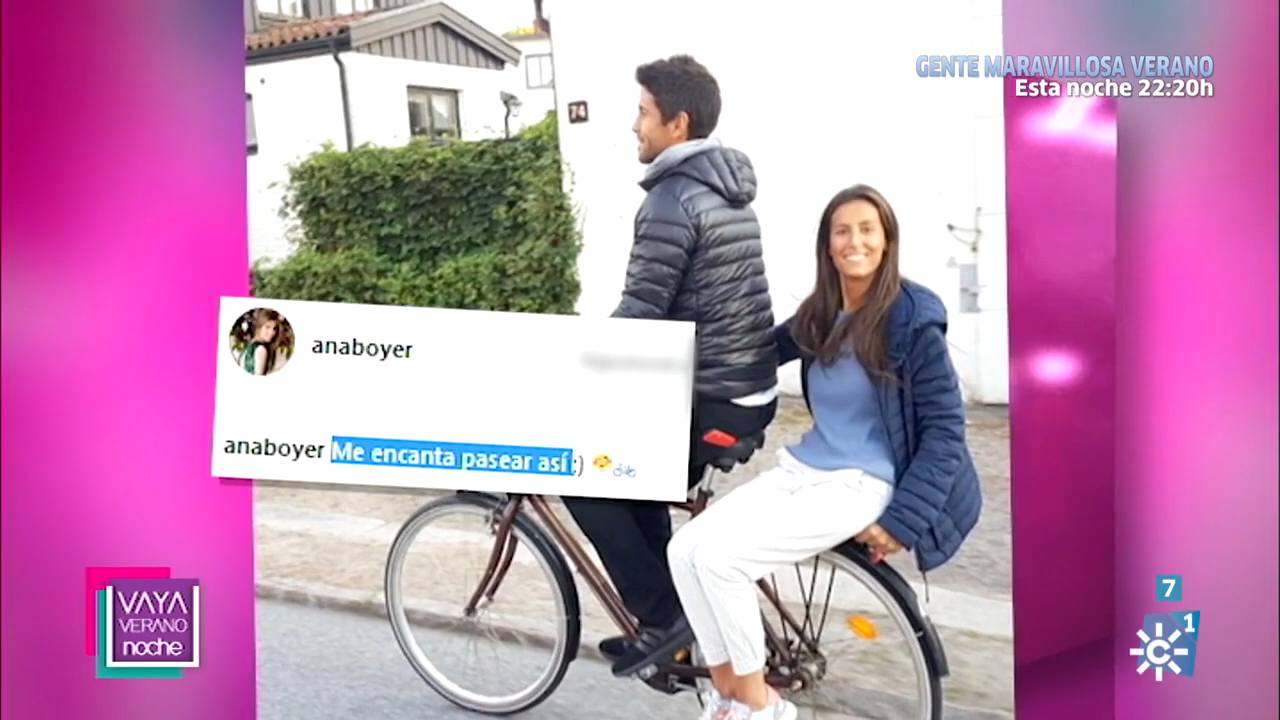 GENTE MARAVILLOSA VERANO
Esta noche 22:20h
74
anaboyer
anaboyer Me encanta pasear así :)
VAYA
VERANO
noche
7
1
C